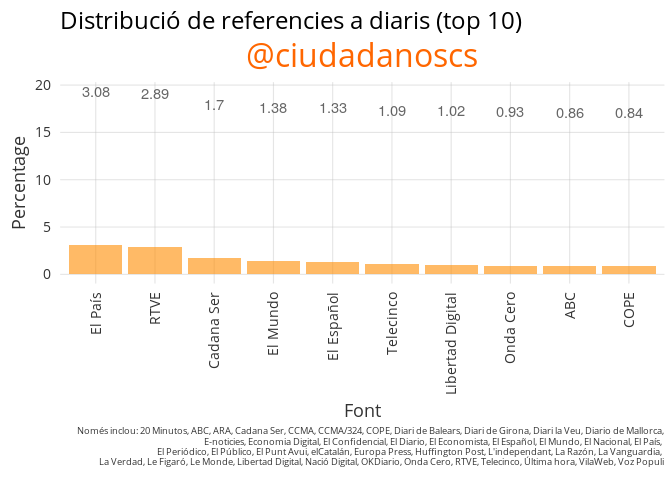 Distribució de referencies a diaris (top 10)
@ciudadanoscs
20
15
10
5
0
Percentage
3.08
2.89
1.7
1.38
1.33
1.09
1.02
0.93
0.86
0.84
El País
RTVE
Cadana Ser
El Mundo
El Español
Telecinco
Libertad Digital
Onda Cero
ABC
COPE
Font
Només inclou: 20 Minutos, ABC, ARA, Cadana Ser, CCMA, CCMA/324, COPE, Diari de Balears, Diari de Girona, Diari la Veu, Diario de Mallorca,
E-noticies, Economia Digital, El Confidencial, El Diario, El Economista, El Español, El Mundo, El Nacional, El País,
El Periódico, El Público, El Punt Avui, elCatalán, Europa Press, Huffington Post, L'independant, La Razón, La Vanguardia,
La Verdad, Le Figaró, Le Monde, Libertad Digital, Nació Digital, OKDiario, Onda Cero, RTVE, Telecinco, Última hora, VilaWeb, Voz Populi